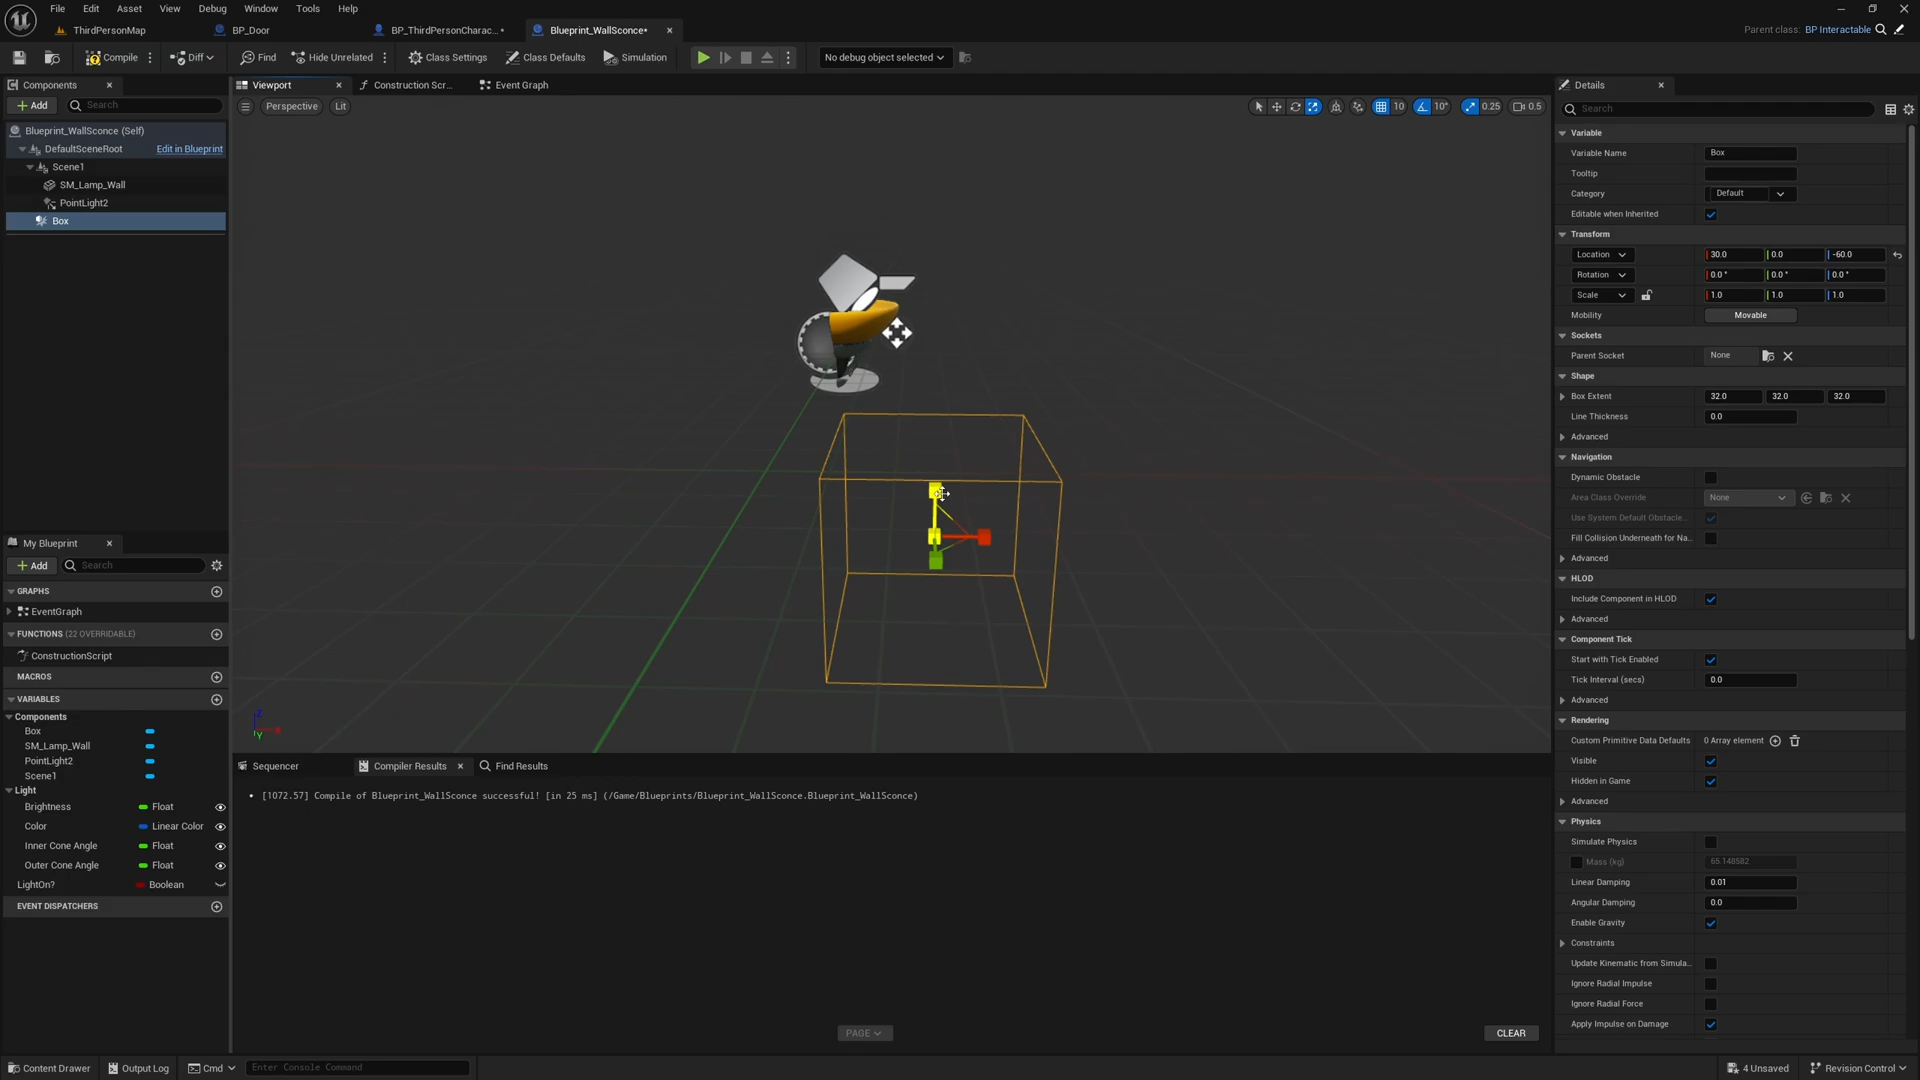 File Edit Asset View Debug Window Tools Help
ThirdPersonMap BP_Door BP_ThirdPersonCharac...• Blueprint_WallSconce•
Parent class: BP Interactable
Compile Diff Find Hide Unrelated Class Settings Class Defaults Simulation No debug object selected
Components
Add Search
Blueprint_WallSconce (Self)
DefaultSceneRoot Edit in Blueprint
Scene1
SM_Lamp_Wall
PointLight2
Box
My Blueprint
Add Search
GRAPHS
EventGraph
FUNCTIONS (22 OVERRIDABLE)
ConstructionScript
MACROS
VARIABLES
Components
Box
SM_Lamp_Wall
PointLight2
Scene1
Light
Brightness Float
Color Linear Color
Inner Cone Angle Float
Outer Cone Angle Float
LightOn? Boolean
EVENT DISPATCHERS
Viewport Construction Scr... Event Graph
Perspective Lit 10 10° 0.25 0.5
Z
Y
Sequencer Compiler Results Find Results
• [1072.57] Compile of Blueprint_WallSconce successful! [in 25 ms] (/Game/Blueprints/Blueprint_WallSconce.Blueprint_WallSconce)
PAGE CLEAR
Details
Search
Variable
Variable Name Box
Tooltip
Category Default
Editable when Inherited
Transform
Location 30.0 0.0 -60.0
Rotation 0.0 ° 0.0 ° 0.0 °
Scale 1.0 1.0 1.0
Mobility Movable
Sockets
Parent Socket None
Shape
Box Extent 32.0 32.0 32.0
Line Thickness 0.0
Advanced
Navigation
Dynamic Obstacle
Area Class Override None
Use System Default Obstacle...
Fill Collision Underneath for Na...
Advanced
HLOD
Include Component in HLOD
Advanced
Component Tick
Start with Tick Enabled
Tick Interval (secs) 0.0
Advanced
Rendering
Custom Primitive Data Defaults 0 Array element
Visible
Hidden in Game
Advanced
Physics
Simulate Physics
Mass (kg) 65.148582
Linear Damping 0.01
Angular Damping 0.0
Enable Gravity
Constraints
Update Kinematic from Simula...
Ignore Radial Impulse
Ignore Radial Force
Apply Impulse on Damage
Content Drawer Output Log Cmd Enter Console Command 4 Unsaved Revision Control